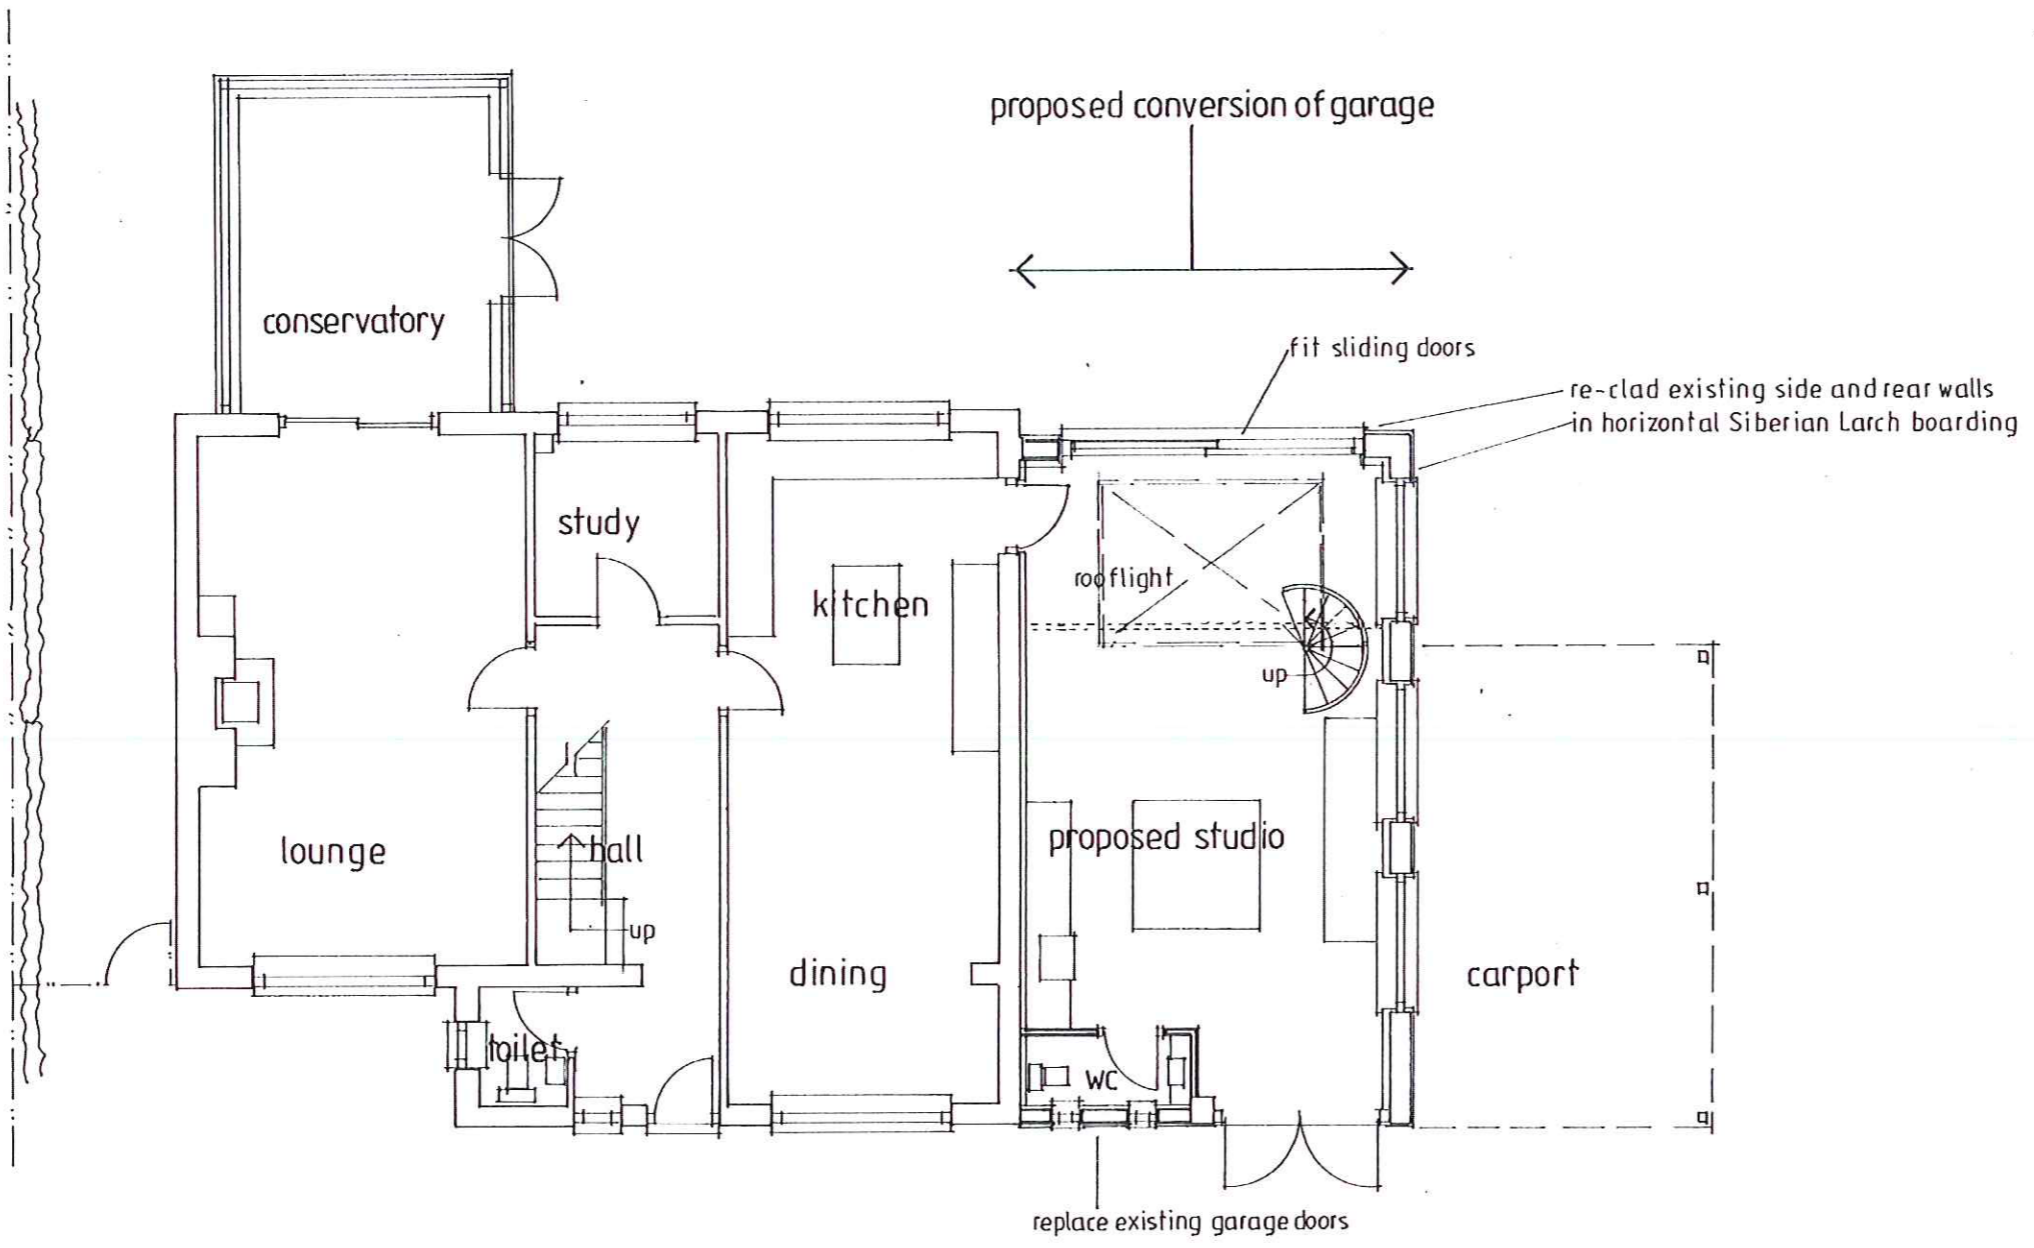 proposed conversion of garage
conservatory
fit sliding doors
re-clad existing side and rear walls
in horizontal Siberian Larch boarding
study
kitchen
rooflight
up
lounge
hall
up
proposed studio
dining
carport
toilet
WC
replace existing garage doors